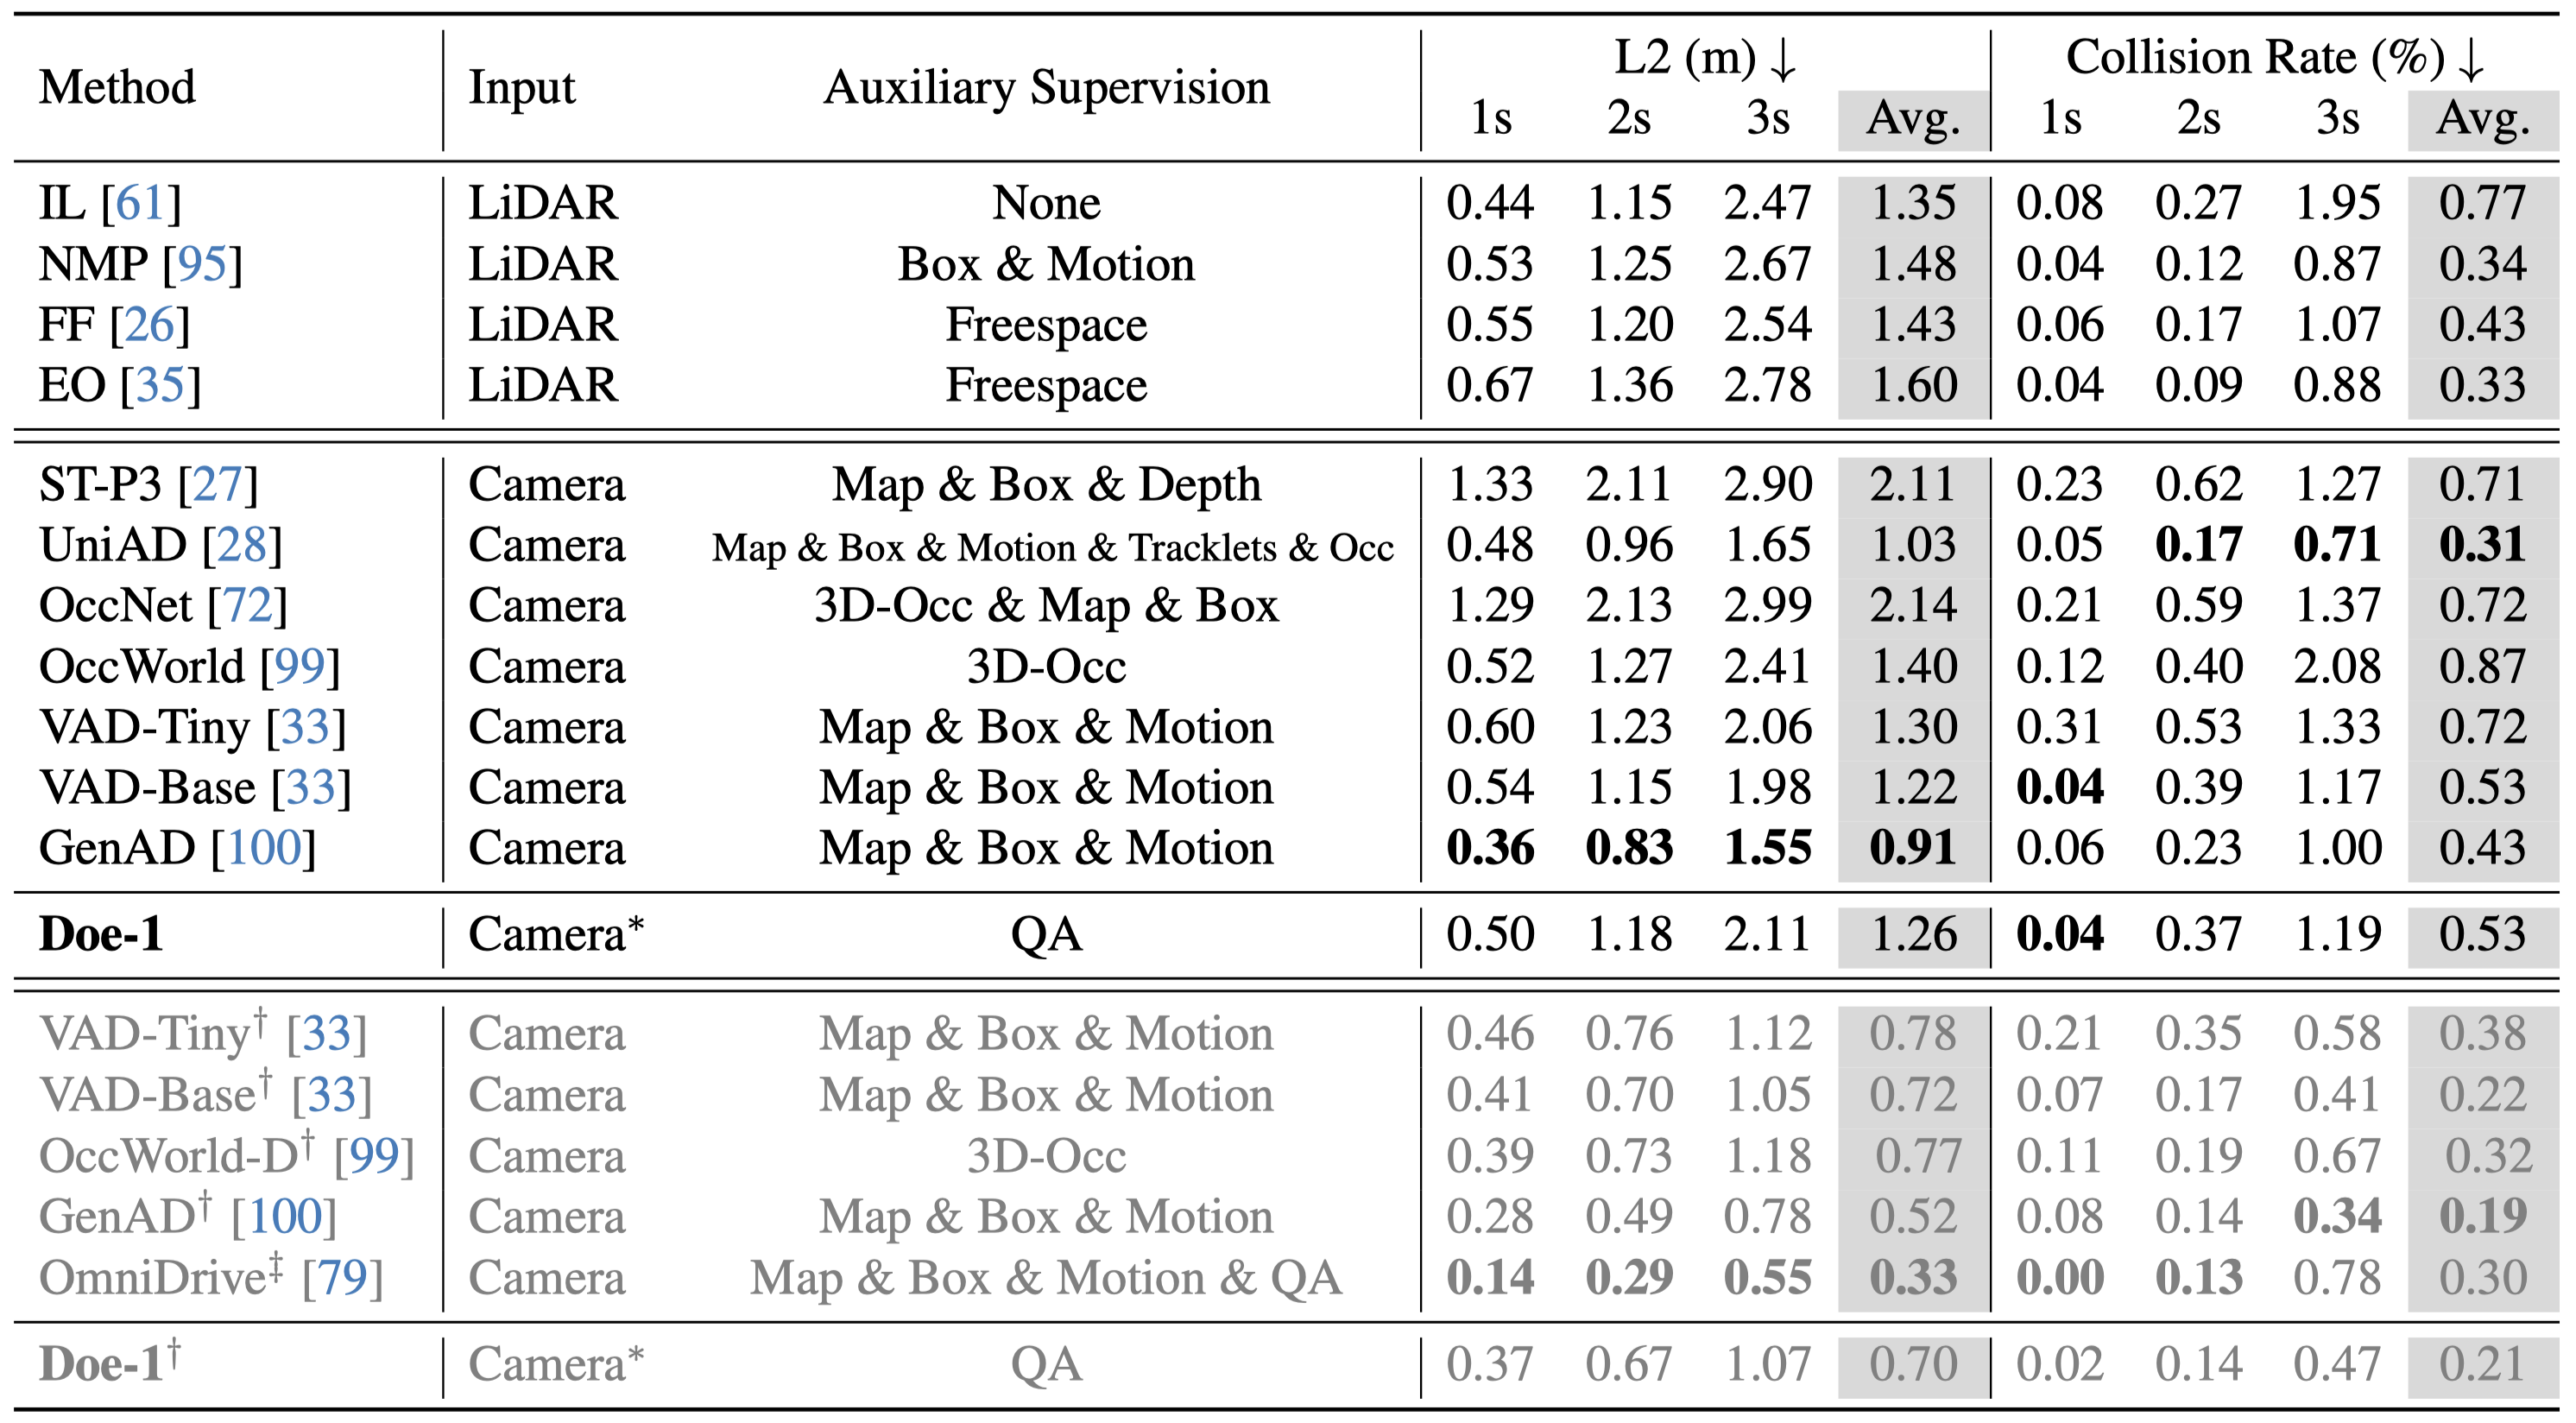 Method Input Auxiliary Supervision L2 (m) ↓ Collision Rate (%) ↓
1s 2s 3s Avg. 1s 2s 3s Avg.
IL [61] LiDAR None 0.44 1.15 2.47 1.35 0.08 0.27 1.95 0.77
NMP [95] LiDAR Box & Motion 0.53 1.25 2.67 1.48 0.04 0.12 0.87 0.34
FF [26] LiDAR Freespace 0.55 1.20 2.54 1.43 0.06 0.17 1.07 0.43
EO [35] LiDAR Freespace 0.67 1.36 2.78 1.60 0.04 0.09 0.88 0.33
ST-P3 [27] Camera Map & Box & Depth 1.33 2.11 2.90 2.11 0.23 0.62 1.27 0.71
UniAD [28] Camera Map & Box & Motion & Tracklets & Occ 0.48 0.96 1.65 1.03 0.05 0.17 0.71 0.31
OccNet [72] Camera 3D-Occ & Map & Box 1.29 2.13 2.99 2.14 0.21 0.59 1.37 0.72
OccWorld [99] Camera 3D-Occ 0.52 1.27 2.41 1.40 0.12 0.40 2.08 0.87
VAD-Tiny [33] Camera Map & Box & Motion 0.60 1.23 2.06 1.30 0.31 0.53 1.33 0.72
VAD-Base [33] Camera Map & Box & Motion 0.54 1.15 1.98 1.22 0.04 0.39 1.17 0.53
GenAD [100] Camera Map & Box & Motion 0.36 0.83 1.55 0.91 0.06 0.23 1.00 0.43
Doe-1 Camera* QA 0.50 1.18 2.11 1.26 0.04 0.37 1.19 0.53
VAD-Tiny† [33] Camera Map & Box & Motion 0.46 0.76 1.12 0.78 0.21 0.35 0.58 0.38
VAD-Base† [33] Camera Map & Box & Motion 0.41 0.70 1.05 0.72 0.07 0.17 0.41 0.22
OccWorld-D† [99] Camera 3D-Occ 0.39 0.73 1.18 0.77 0.11 0.19 0.67 0.32
GenAD† [100] Camera Map & Box & Motion 0.28 0.49 0.78 0.52 0.08 0.14 0.34 0.19
OmniDrive‡ [79] Camera Map & Box & Motion & QA 0.14 0.29 0.55 0.33 0.00 0.13 0.78 0.30
Doe-1† Camera* QA 0.37 0.67 1.07 0.70 0.02 0.14 0.47 0.21